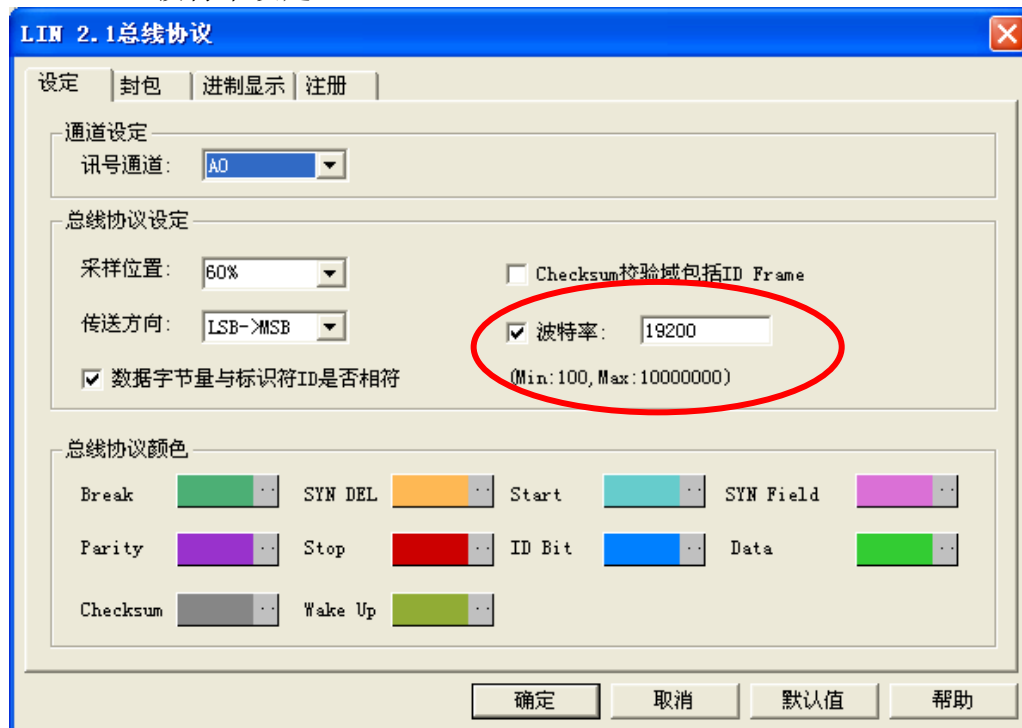 LIN 2.1总线协议
设定 封包 进制显示 注册
通道设定
讯号通道: A0
总线协议设定
采样位置: 60% Checksum校验域包括ID Frame
传送方向: LSB->MSB 波特率: 19200
数据字节量与标识符ID是否相符 (Min:100,Max:10000000)
总线协议颜色
Break SYN DEL Start SYN Field
Parity Stop ID Bit Data
Checksum Wake Up
确定 取消 默认值 帮助